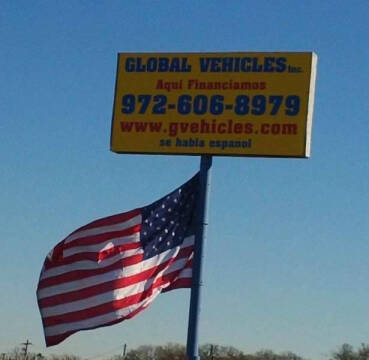 GLOBAL VEHICLES Inc.
Aqui Financiamos
972-606-8979
www.gvehicles.com
se habla espanol